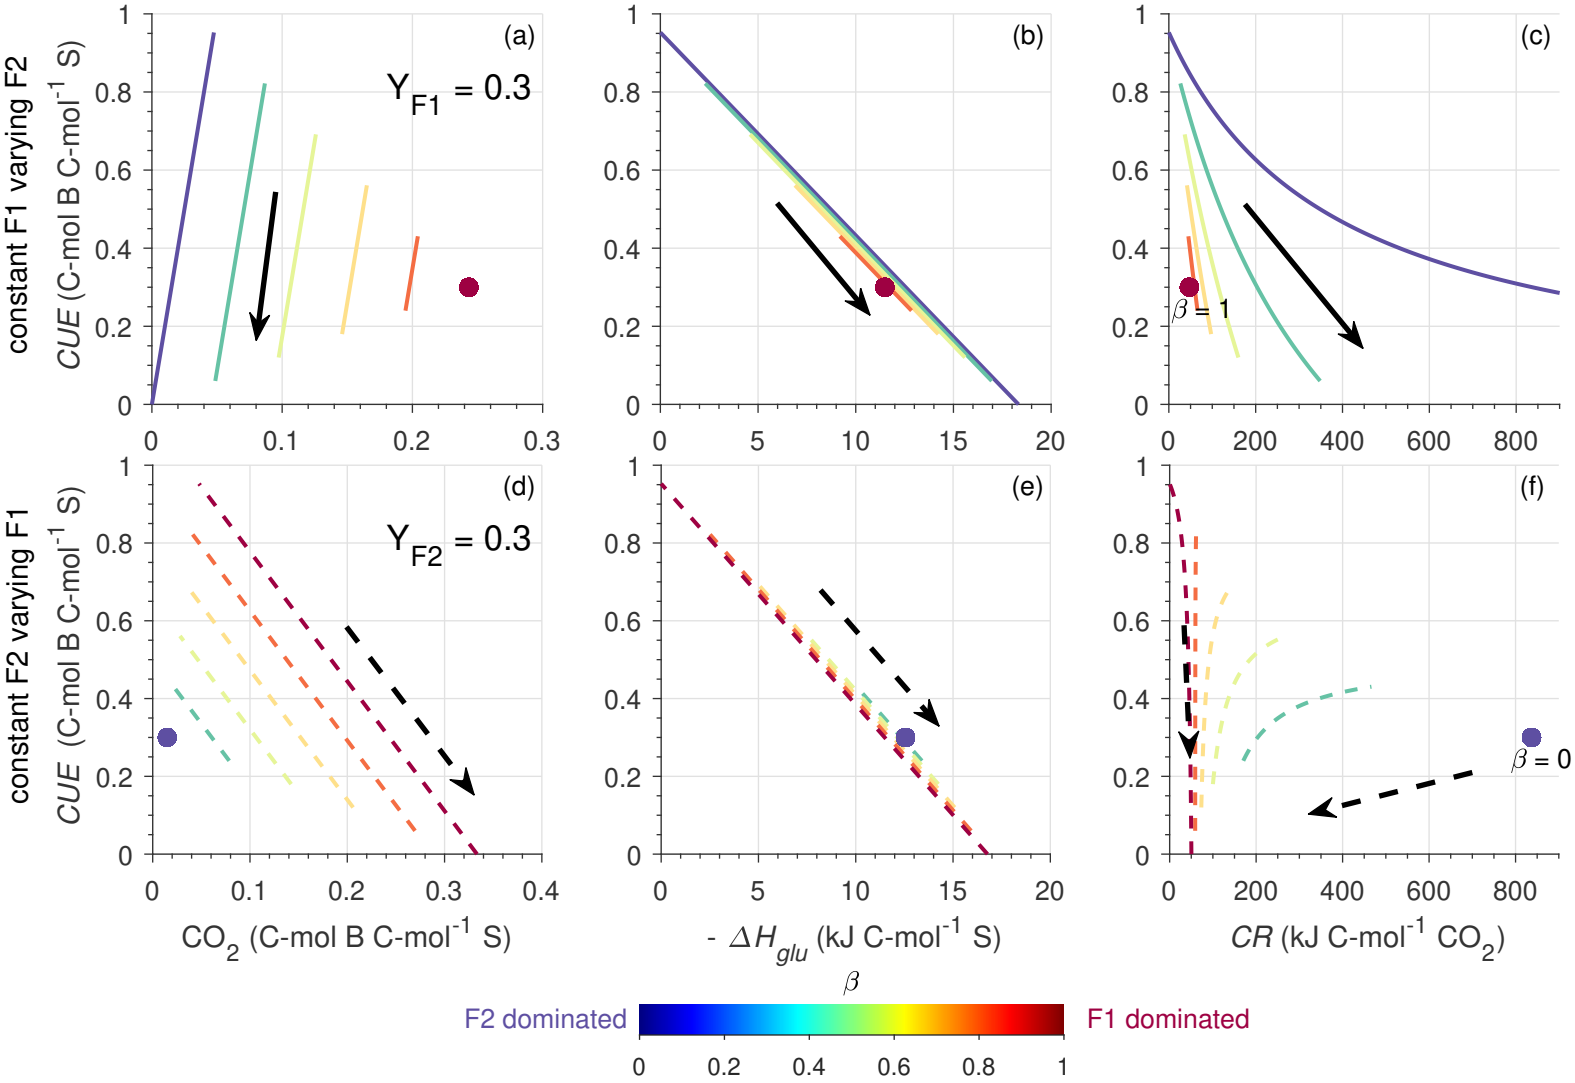 constant F1 varying F2
CUE (C-mol B C-mol⁻¹ S)
1
0.8
0.6
0.4
0.2
0
(a)
Y_F1 = 0.3
0 0.1 0.2 0.3
1
0.8
0.6
0.4
0.2
0
(b)
0 5 10 15 20
1
0.8
0.6
0.4
0.2
0
(c)
β = 1
0 200 400 600 800
constant F2 varying F1
CUE (C-mol B C-mol⁻¹ S)
1
0.8
0.6
0.4
0.2
0
(d)
Y_F2 = 0.3
0 0.1 0.2 0.3 0.4
CO₂ (C-mol B C-mol⁻¹ S)
1
0.8
0.6
0.4
0.2
0
(e)
0 5 10 15 20
- ΔH_glu (kJ C-mol⁻¹ S)
1
0.8
0.6
0.4
0.2
0
(f)
β = 0
0 200 400 600 800
CR (kJ C-mol⁻¹ CO₂)
β
F2 dominated
F1 dominated
0 0.2 0.4 0.6 0.8 1